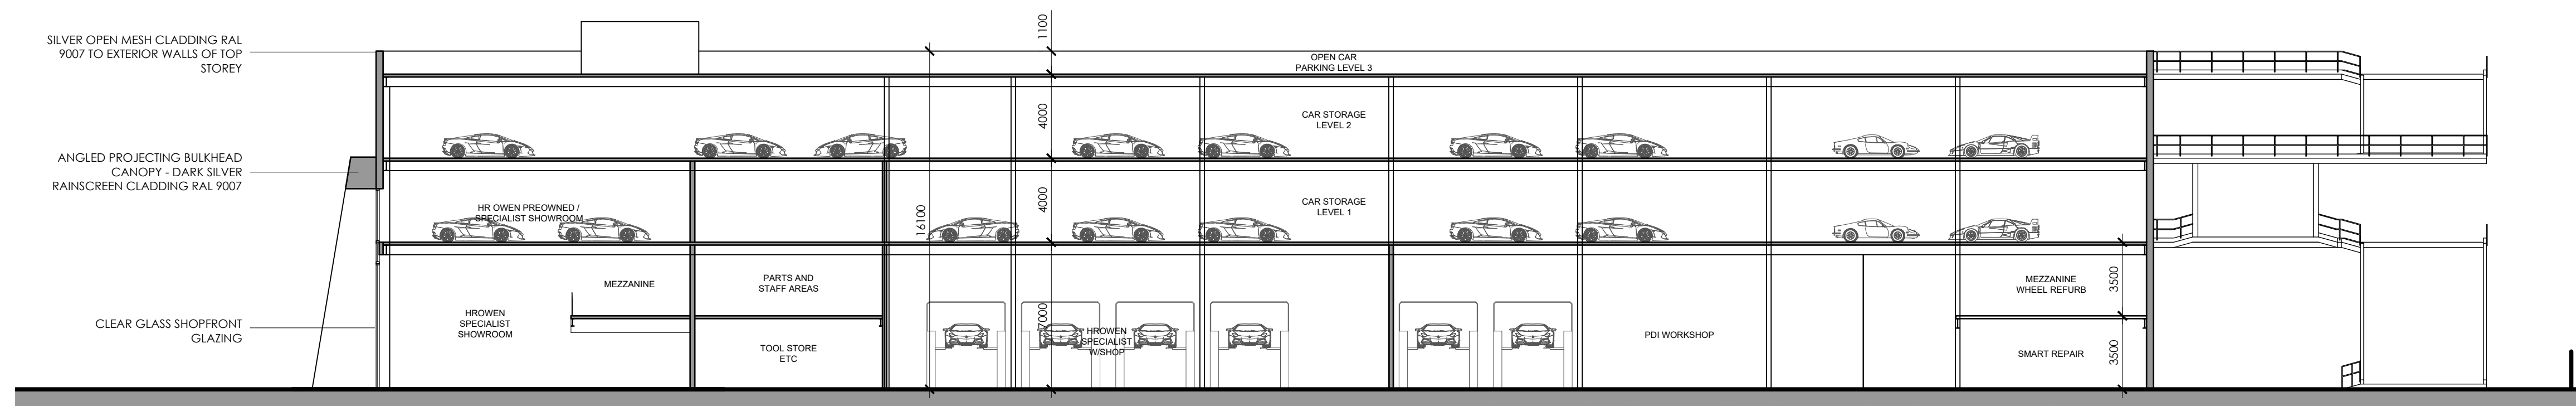 SILVER OPEN MESH CLADDING RAL
9007 TO EXTERIOR WALLS OF TOP
STOREY
ANGLED PROJECTING BULKHEAD
CANOPY - DARK SILVER
RAINSCREEN CLADDING RAL 9007
CLEAR GLASS SHOPFRONT
GLAZING
1100
OPEN CAR
PARKING LEVEL 3
4000
CAR STORAGE
LEVEL 2
HR OWEN PREOWNED /
SPECIALIST SHOWROOM
16100
4000
CAR STORAGE
LEVEL 1
MEZZANINE
PARTS AND
STAFF AREAS
MEZZANINE
WHEEL REFURB
3500
HROWEN
SPECIALIST
SHOWROOM
TOOL STORE
ETC
7000
HROWEN
SPECIALIST
W/SHOP
PDI WORKSHOP
SMART REPAIR
3500